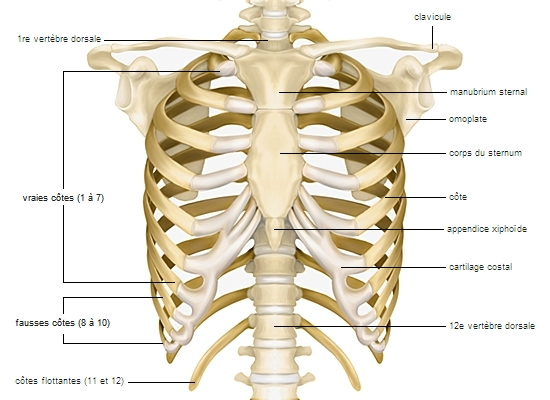 clavicule
1re vertèbre dorsale
manubrium sternal
omoplate
corps du sternum
vraies côtes (1 à 7)
côte
appendice xiphoïde
cartilage costal
fausses côtes (8 à 10)
12e vertèbre dorsale
côtes flottantes (11 et 12)